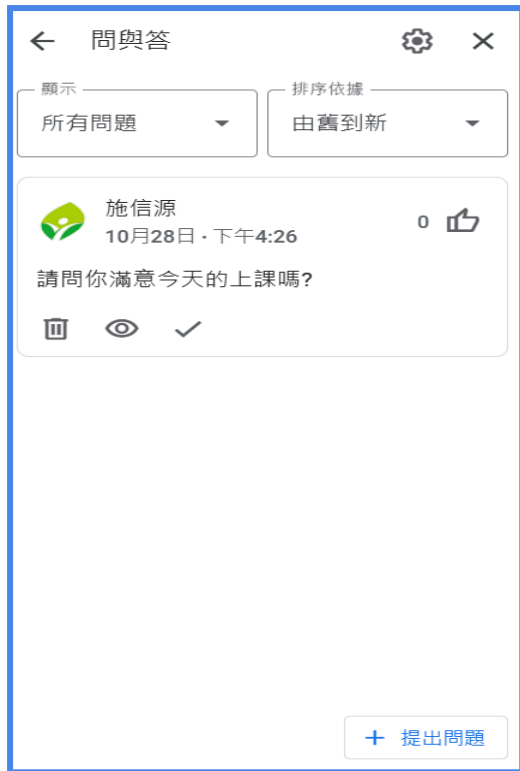 問與答
顯示
排序依據
所有問題
由舊到新
施信源
10月28日 · 下午4:26
0
請問你滿意今天的上課嗎?
+ 提出問題